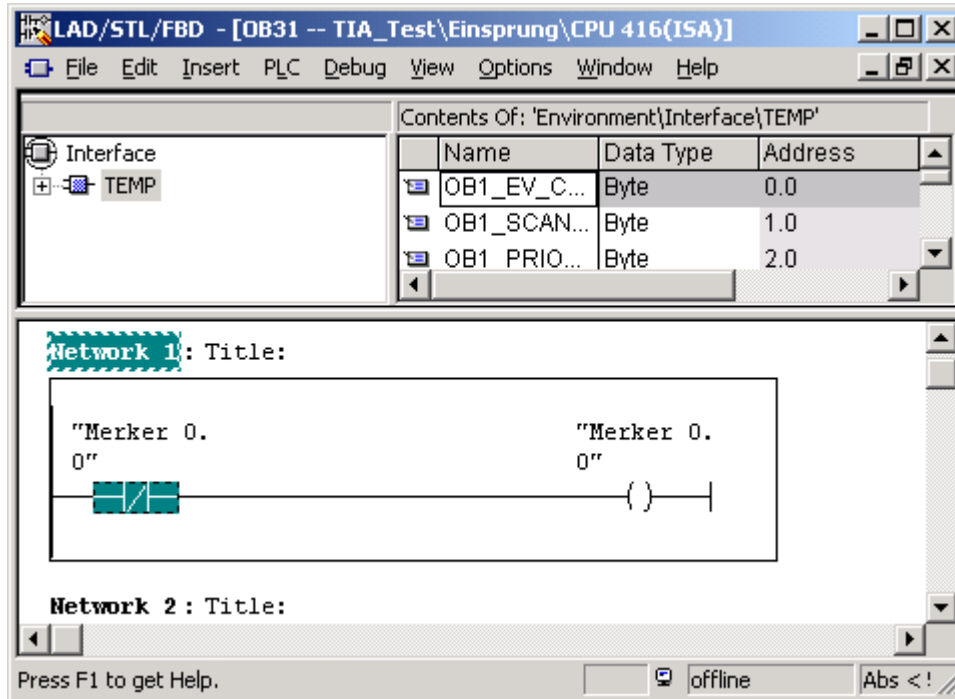 LAD/STL/FBD - [OB31 -- TIA_Test\Einsprung\CPU 416(ISA)]
File Edit Insert PLC Debug View Options Window Help
Contents Of: 'Environment\Interface\TEMP'
Interface
TEMP
Name Data Type Address
OB1_EV_C... Byte 0.0
OB1_SCAN... Byte 1.0
OB1_PRIO... Byte 2.0
Network 1: Title:
"Merker 0. "Merker 0.
0" 0"
Network 2: Title:
Press F1 to get Help. offline Abs <!